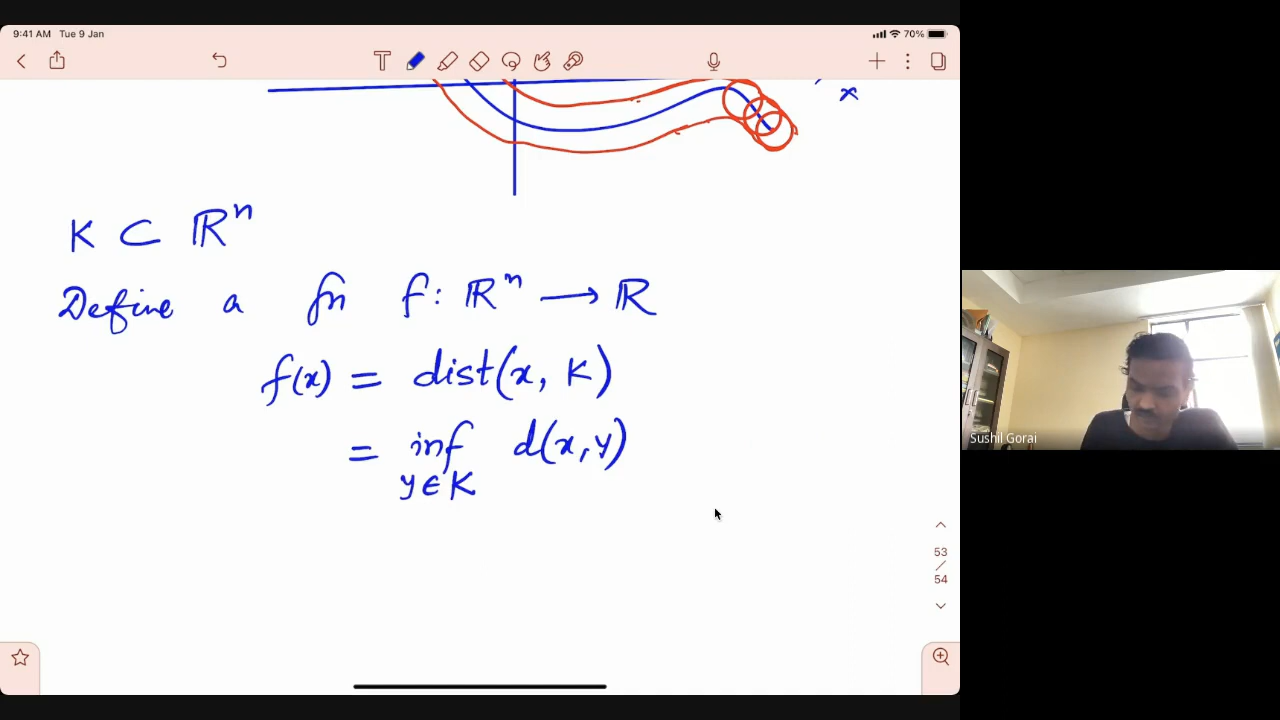 9:41 AM Tue 9 Jan
70%
T
x
K ⊂ ℝⁿ
Define a fn f: ℝⁿ ⟶ ℝ
f(x) = dist(x, K)
= inf d(x,y)
y ∈ K
Sushil Gorai
53
/
54